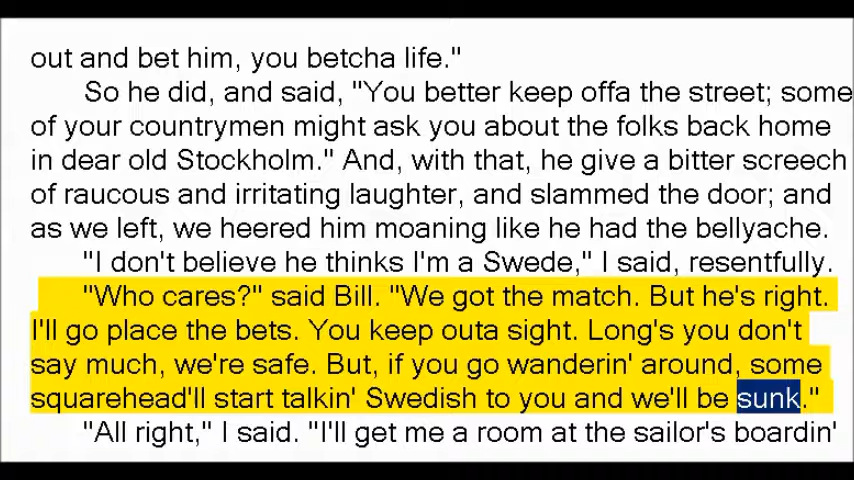 out and bet him, you betcha life."
So he did, and said, "You better keep offa the street; some
of your countrymen might ask you about the folks back home
in dear old Stockholm." And, with that, he give a bitter screech
of raucous and irritating laughter, and slammed the door; and
as we left, we heered him moaning like he had the bellyache.
"I don't believe he thinks I'm a Swede," I said, resentfully.
"Who cares?" said Bill. "We got the match. But he's right.
I'll go place the bets. You keep outa sight. Long's you don't
say much, we're safe. But, if you go wanderin' around, some
squarehead'll start talkin' Swedish to you and we'll be sunk."
"All right," I said. "I'll get me a room at the sailor's boardin'